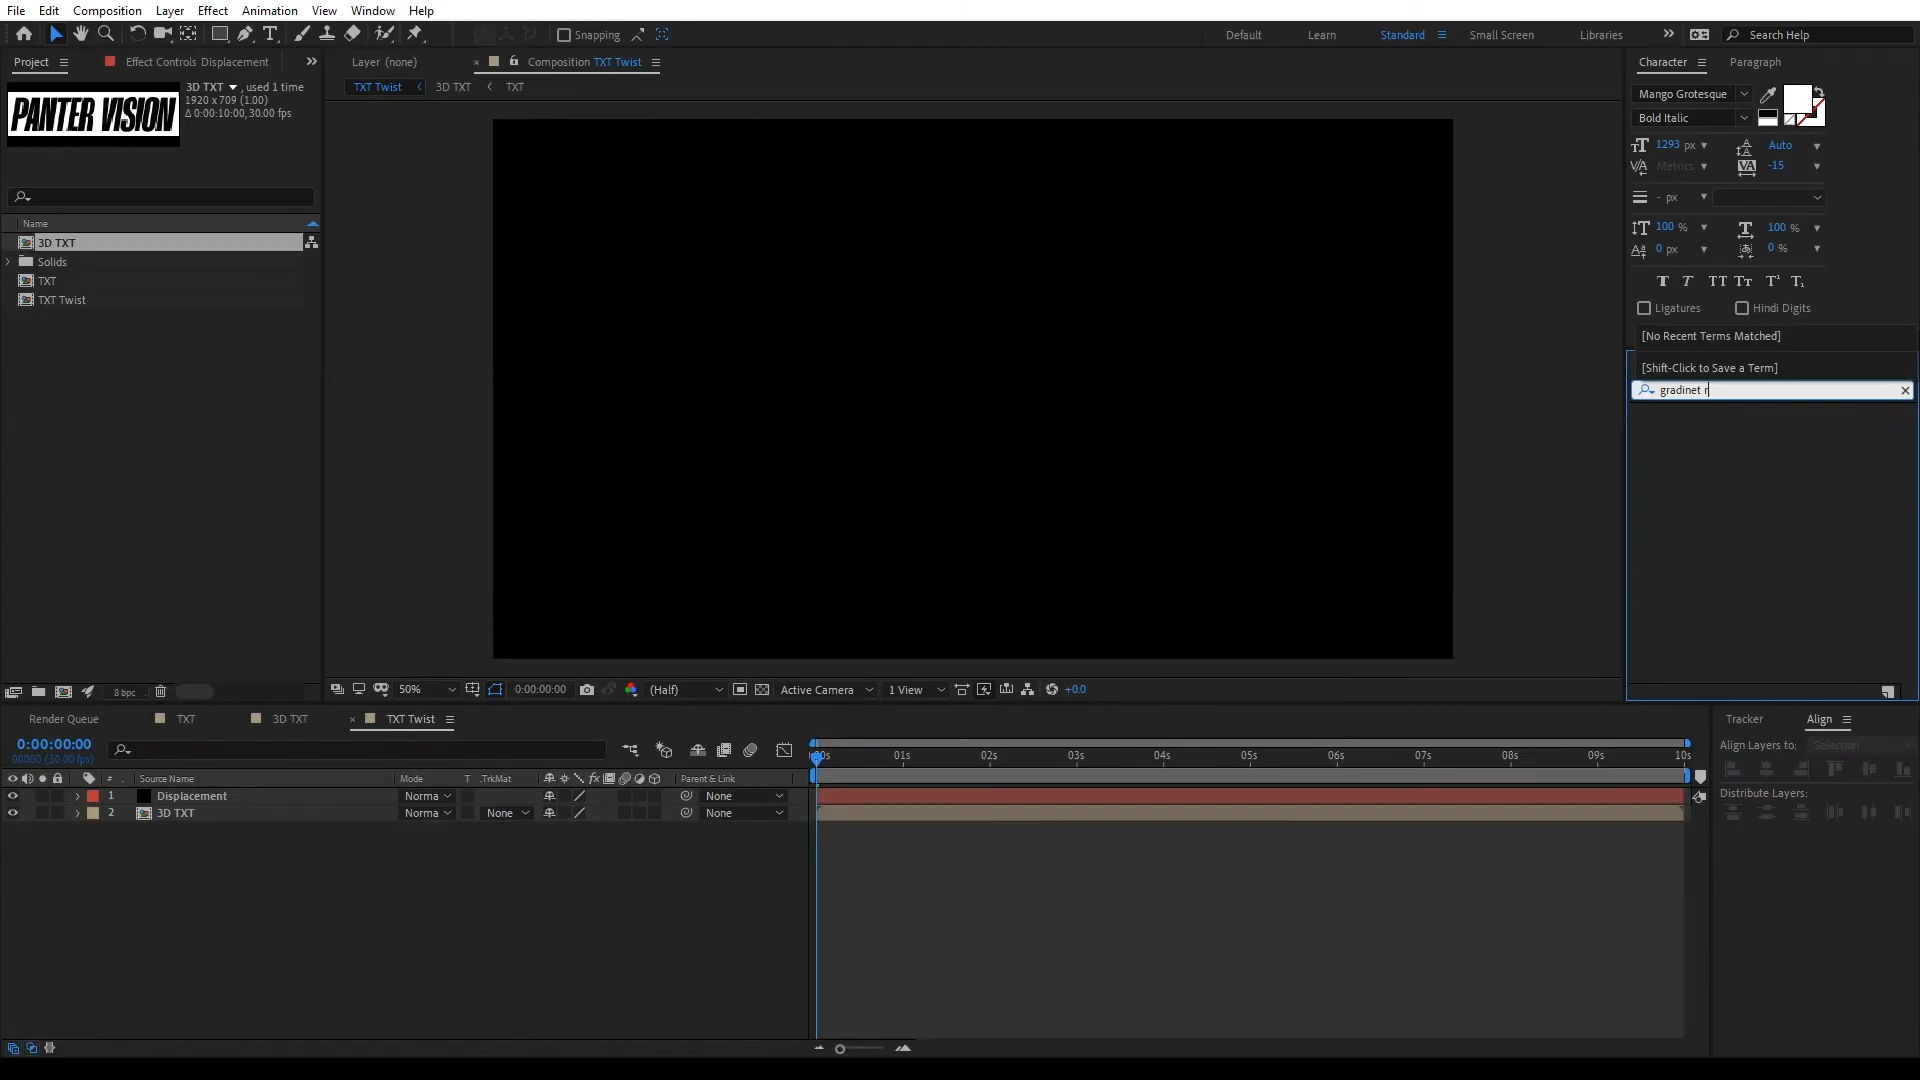 File Edit Composition Layer Effect Animation View Window Help
Snapping
Default Learn Standard Small Screen Libraries Search Help
Project Effect Controls Displacement
Layer (none)
Composition TXT Twist
Character Paragraph
TXT Twist 3D TXT TXT
PANTER VISION
3D TXT , used 1 time
1920 x 709 (1.00)
Δ 0:00:10:00, 30.00 fps
Mango Grotesque
Bold Italic
1293 px Auto
Metrics -15
- px
100 % 100 %
0 px 0 %
T T TT Tт T¹ T₁
Ligatures Hindi Digits
[No Recent Terms Matched]
[Shift-Click to Save a Term]
gradinet r
Name
3D TXT
Solids
TXT
TXT Twist
8 bpc
50% 0:00:00:00 (Half) Active Camera 1 View +0.0
Render Queue TXT 3D TXT TXT Twist
0:00:00:00
00000 (30.00 fps)
Source Name Mode T .TrkMat Parent & Link
1 Displacement Norma None
2 3D TXT Norma None None
00s 01s 02s 03s 04s 05s 06s 07s 08s 09s 10s
Tracker Align
Align Layers to: Selection
Distribute Layers: